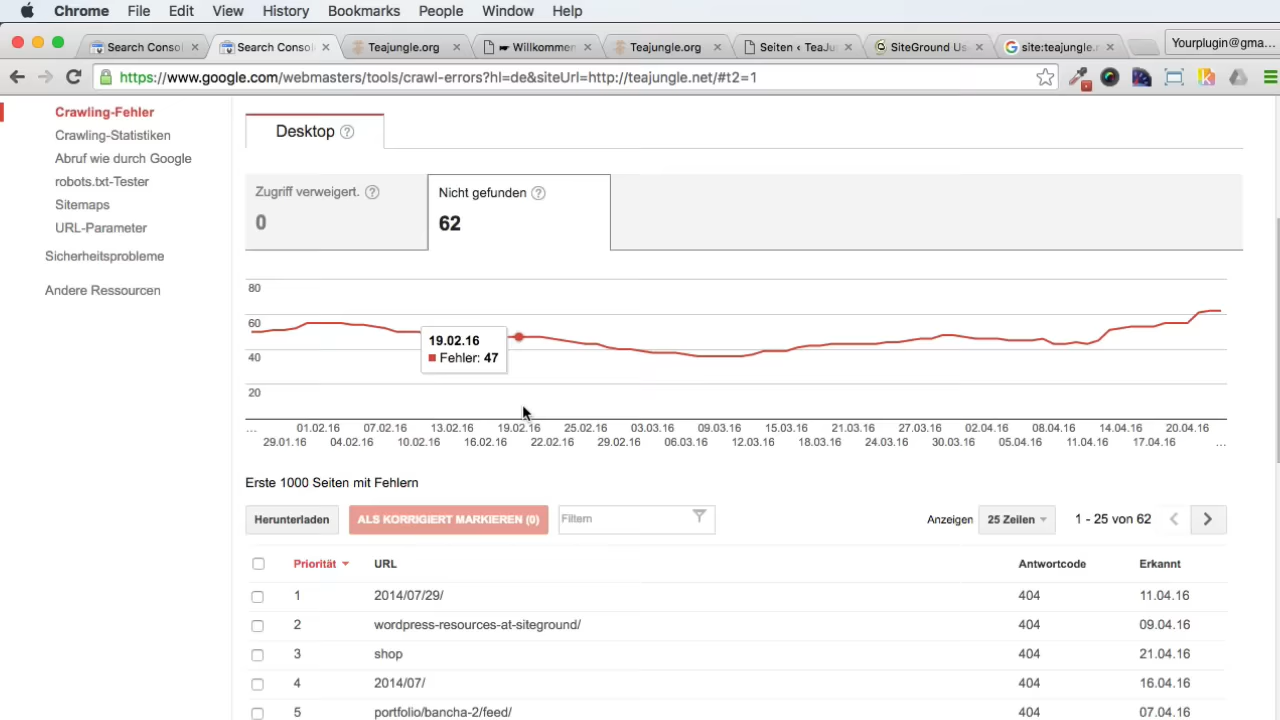 Chrome File Edit View History Bookmarks People Window Help
Search Consol Search Consol Teajungle.org Willkommen Teajungle.org Seiten ‹ TeaJu SiteGround Us site:teajungle.n Yourplugin@gma...
https://www.google.com/webmasters/tools/crawl-errors?hl=de&siteUrl=http://teajungle.net/#t2=1
Crawling-Fehler
Crawling-Statistiken
Abruf wie durch Google
robots.txt-Tester
Sitemaps
URL-Parameter
Sicherheitsprobleme
Andere Ressourcen
Desktop ?
Zugriff verweigert. ?
0
Nicht gefunden ?
62
80
60
40
20
19.02.16
Fehler: 47
... 01.02.16 07.02.16 13.02.16 19.02.16 25.02.16 03.03.16 09.03.16 15.03.16 21.03.16 27.03.16 02.04.16 08.04.16 14.04.16 20.04.16
29.01.16 04.02.16 10.02.16 16.02.16 22.02.16 29.02.16 06.03.16 12.03.16 18.03.16 24.03.16 30.03.16 05.04.16 11.04.16 17.04.16 ...
Erste 1000 Seiten mit Fehlern
Herunterladen ALS KORRIGIERT MARKIEREN (0) Filtern Anzeigen 25 Zeilen 1 - 25 von 62
Priorität URL Antwortcode Erkannt
1 2014/07/29/ 404 11.04.16
2 wordpress-resources-at-siteground/ 404 09.04.16
3 shop 404 21.04.16
4 2014/07/ 404 16.04.16
5 portfolio/bancha-2/feed/ 404 07.04.16